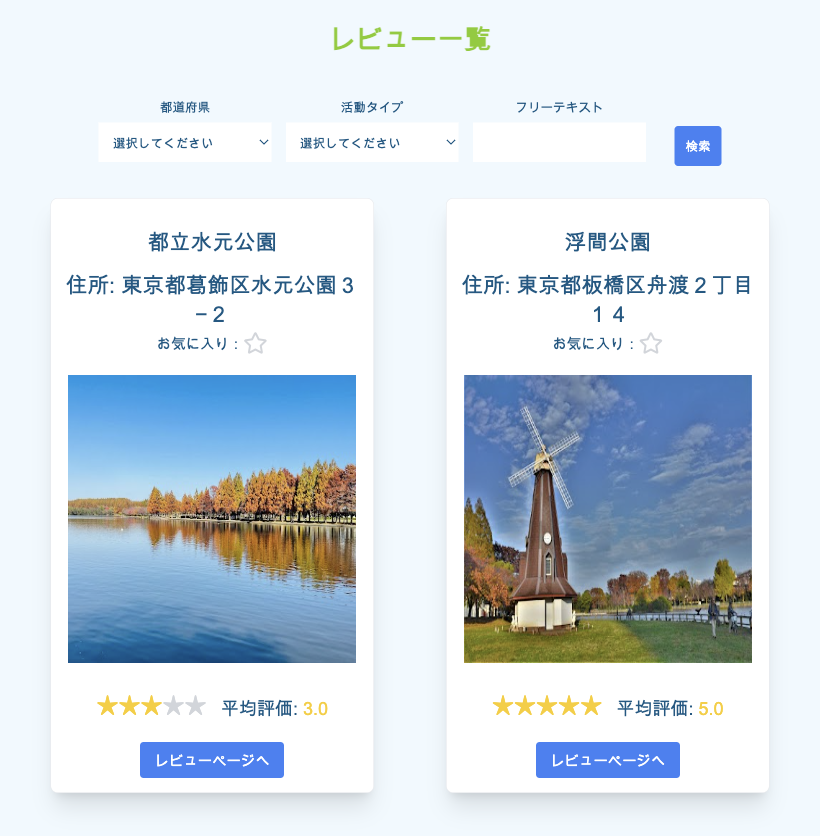 レビュー一覧
都道府県
活動タイプ
フリーテキスト
選択してください
選択してください
検索
都立水元公園
住所: 東京都葛飾区水元公園３
−２
お気に入り :
平均評価: 3.0
レビューページへ
浮間公園
住所: 東京都板橋区舟渡２丁目
１４
お気に入り :
平均評価: 5.0
レビューページへ